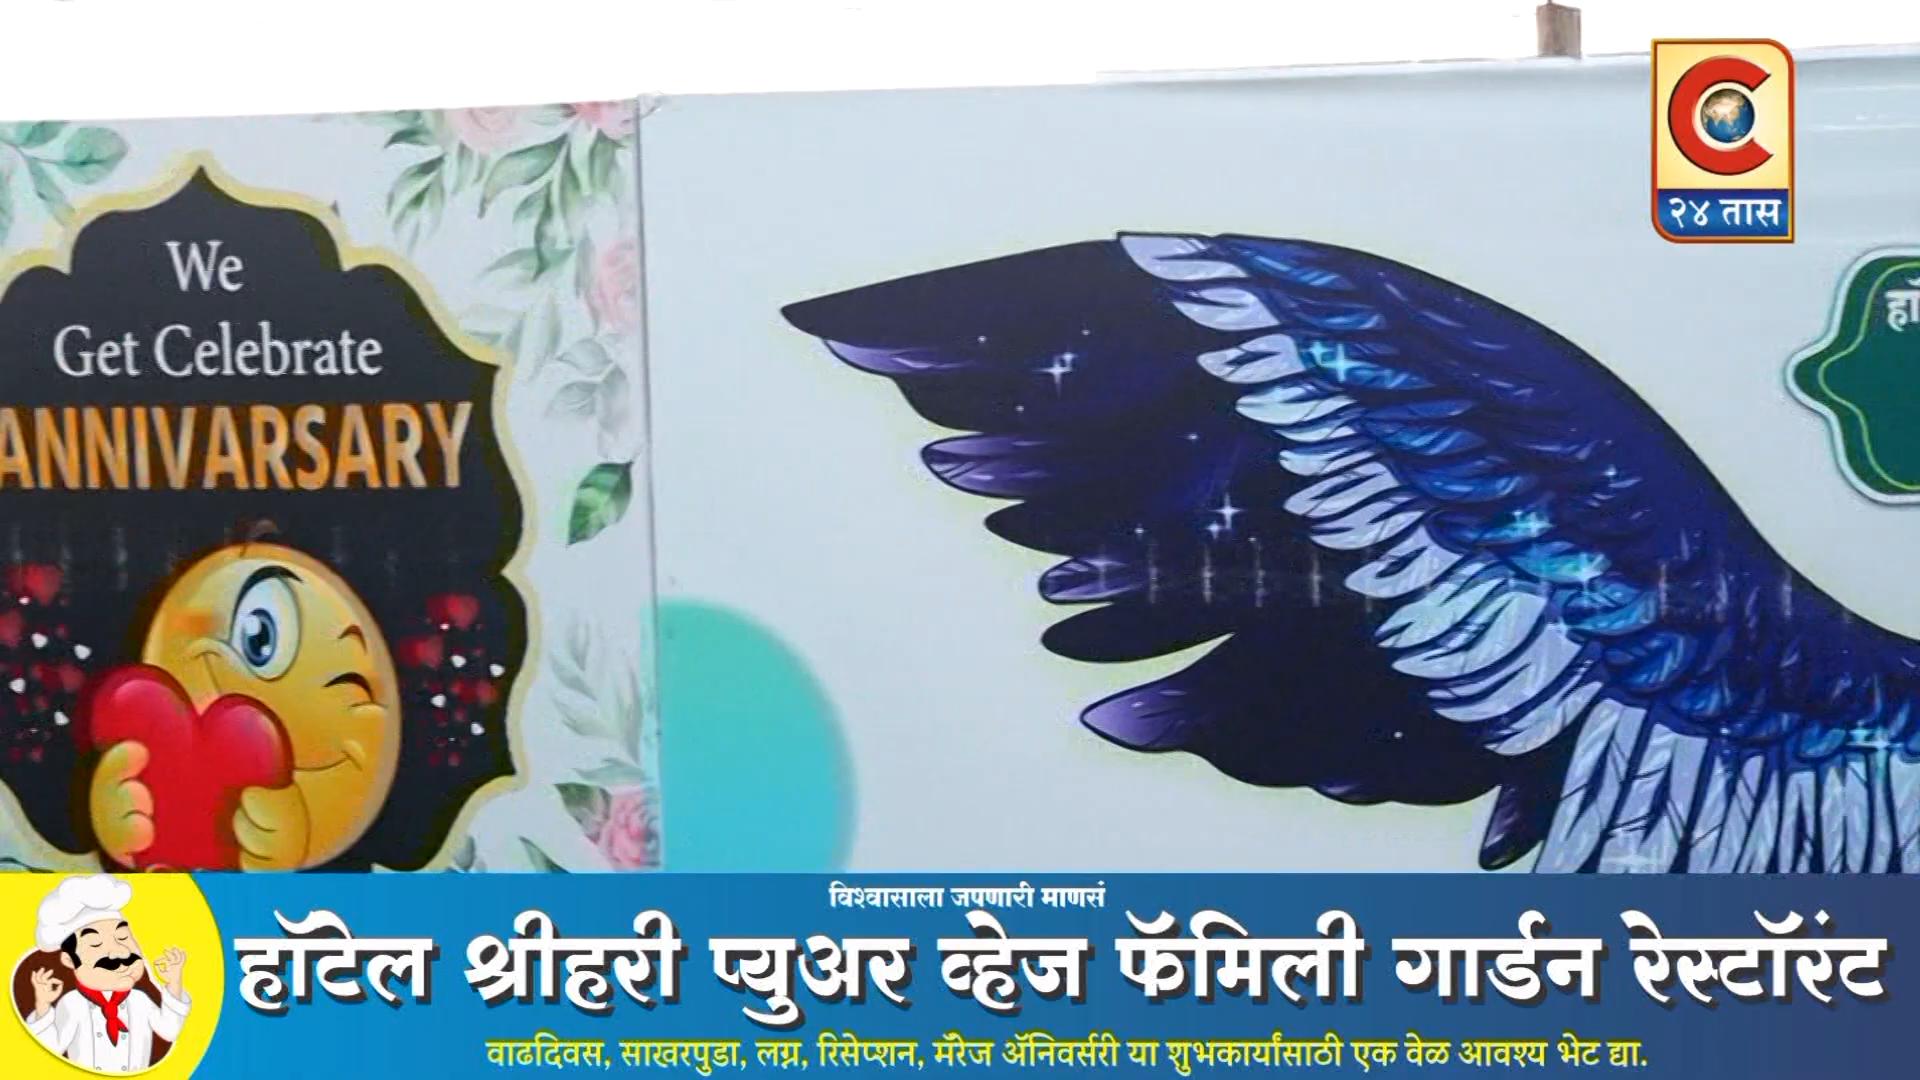 We
Get Celebrate
ANNIVARSARY
२४ तास
विश्वासाला जपणारी माणसं
हॉटेल श्रीहरी प्युअर व्हेज फॅमिली गार्डन रेस्टॉरंट
वाढदिवस, साखरपुडा, लग्न, रिसेप्शन, मॅरेज ॲनिवर्सरी या शुभकार्यांसाठी एक वेळ आवश्य भेट द्या.